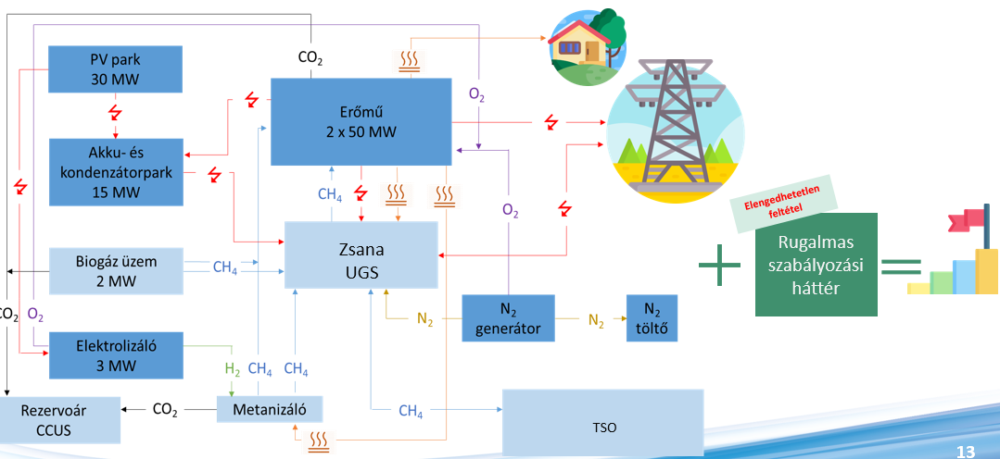 CO2
PV park
30 MW
O2
Erőmű
2 x 50 MW
Akku- és
kondenzátorpark
15 MW
CH4
O2
Elengedhetetlen
feltétel
Zsana
UGS
Rugalmas
szabályozási
háttér
Biogáz üzem
2 MW
CH4
CO2
O2
N2
N2
generátor
N2
N2
töltő
Elektrolizáló
3 MW
H2
CH4
CH4
Rezervoár
CCUS
CO2
Metanizáló
CH4
TSO
13